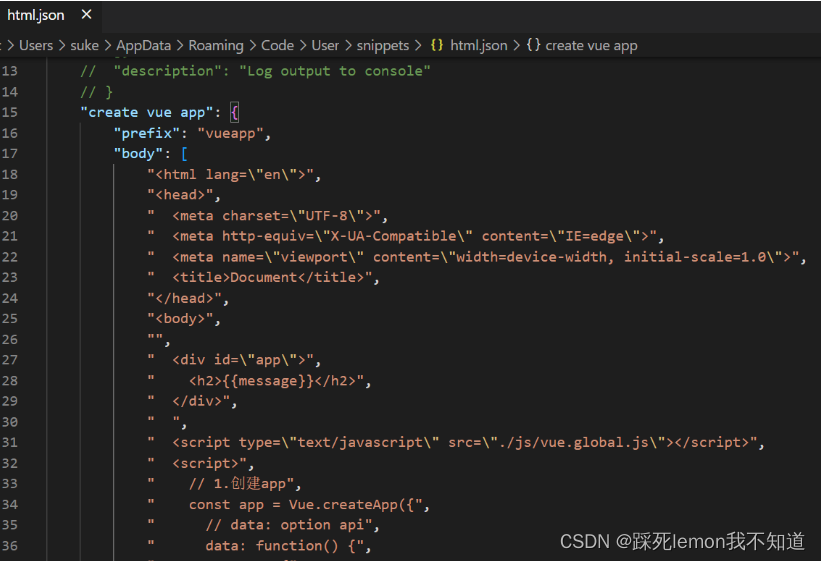 html.json ×
> Users > suke > AppData > Roaming > Code > User > snippets > {} html.json > {} create vue app
13 // "description": "Log output to console"
14 // }
15 "create vue app": {
16 "prefix": "vueapp",
17 "body": [
18 "<html lang=\"en\">",
19 "<head>",
20 "  <meta charset=\"UTF-8\">",
21 "  <meta http-equiv=\"X-UA-Compatible\" content=\"IE=edge\">",
22 "  <meta name=\"viewport\" content=\"width=device-width, initial-scale=1.0\">",
23 "  <title>Document</title>",
24 "</head>",
25 "<body>",
26 "",
27 "  <div id=\"app\">",
28 "    <h2>{{message}}</h2>",
29 "  </div>",
30 "  ",
31 "  <script type=\"text/javascript\" src=\"./js/vue.global.js\"></script>",
32 "  <script>",
33 "    // 1.创建app",
34 "    const app = Vue.createApp({",
35 "      // data: option api",
36 "      data: function() {",
CSDN @踩死lemon我不知道